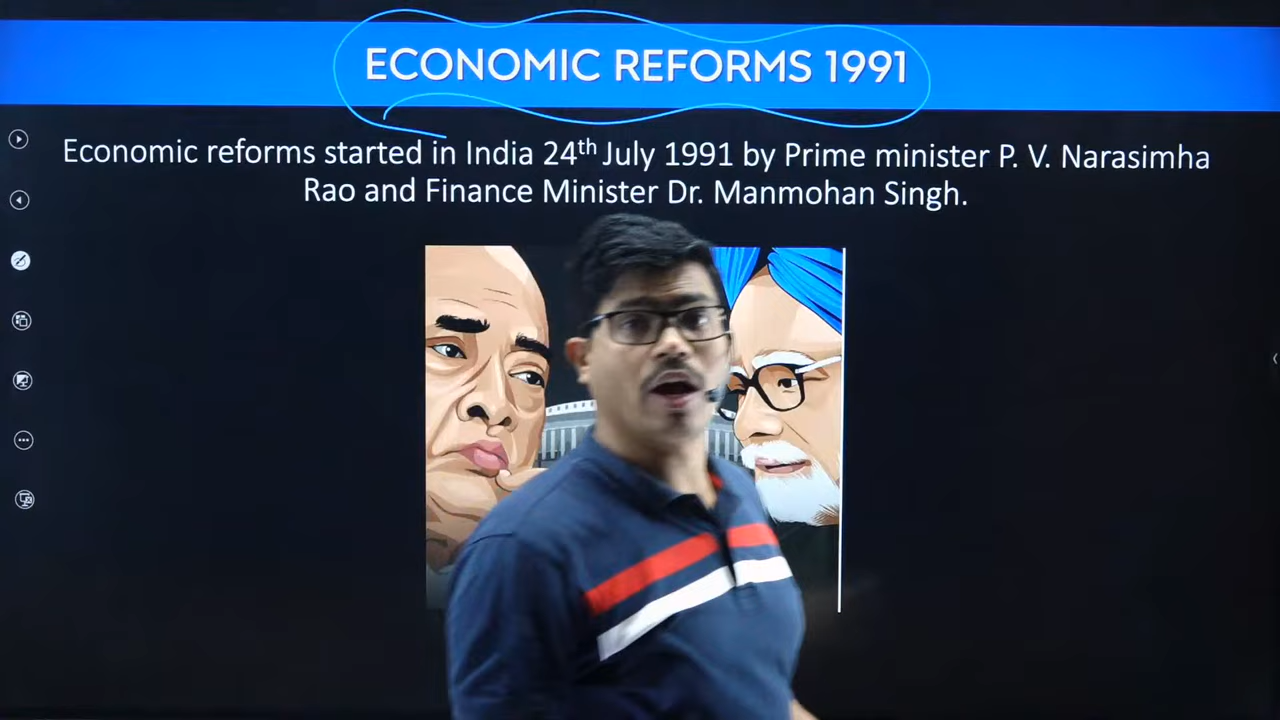 ECONOMIC REFORMS 1991
Economic reforms started in India 24th July 1991 by Prime minister P. V. Narasimha
Rao and Finance Minister Dr. Manmohan Singh.